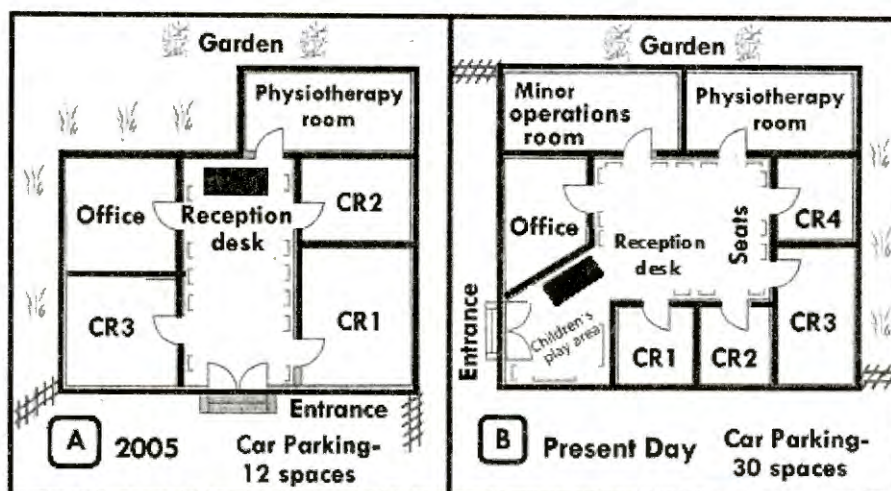 Garden
Physiotherapy
room
Office
Reception
desk
CR2
CR3
CR1
Entrance
A
2005
Car Parking-
12 spaces
Garden
Minor
operations
room
Physiotherapy
room
Office
Reception
desk
Seats
CR4
Entrance
Children's
play area
CR1
CR2
CR3
B
Present Day
Car Parking-
30 spaces